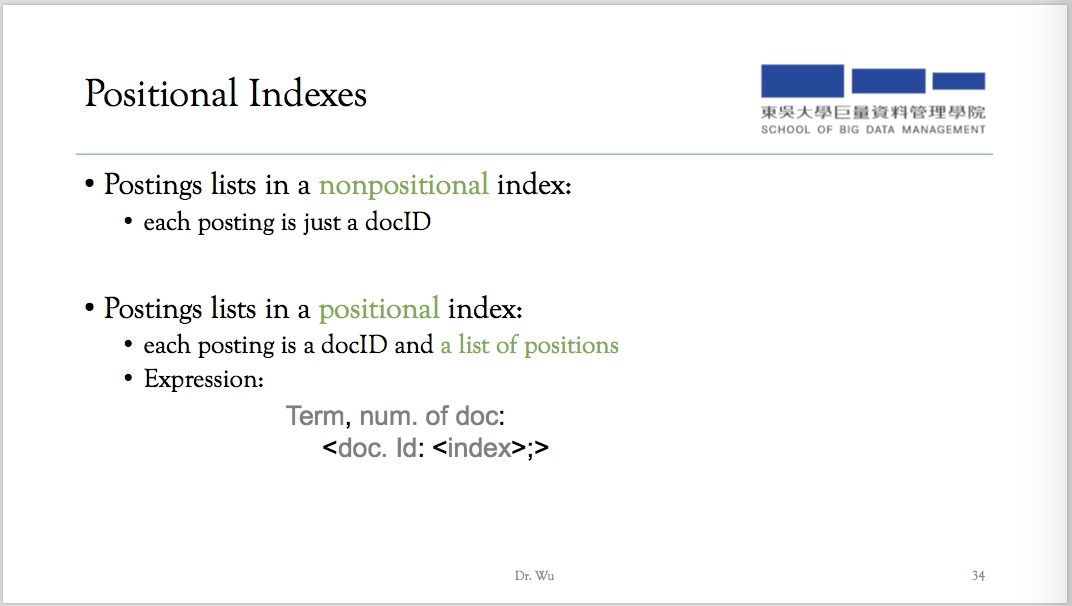 Positional Indexes
東吳大學巨量資料管理學院
SCHOOL OF BIG DATA MANAGEMENT
• Postings lists in a nonpositional index:
• each posting is just a docID
• Postings lists in a positional index:
• each posting is a docID and a list of positions
• Expression:
Term, num. of doc:
<doc. Id: <index>;>
Dr. Wu
34